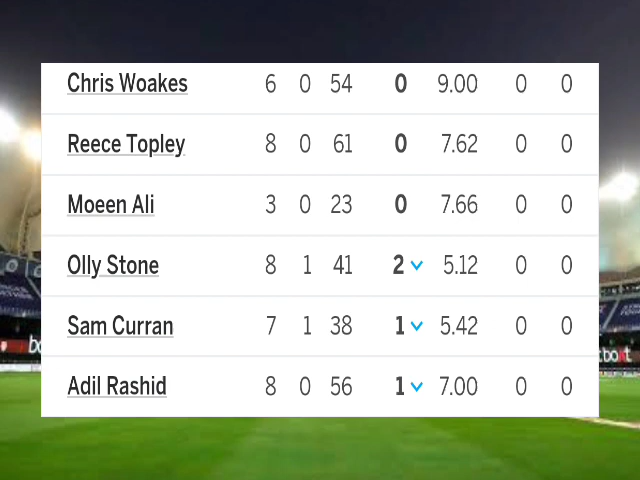 Chris Woakes 6 0 54 0 9.00 0 0
Reece Topley 8 0 61 0 7.62 0 0
Moeen Ali 3 0 23 0 7.66 0 0
Olly Stone 8 1 41 2 5.12 0 0
Sam Curran 7 1 38 1 5.42 0 0
Adil Rashid 8 0 56 1 7.00 0 0